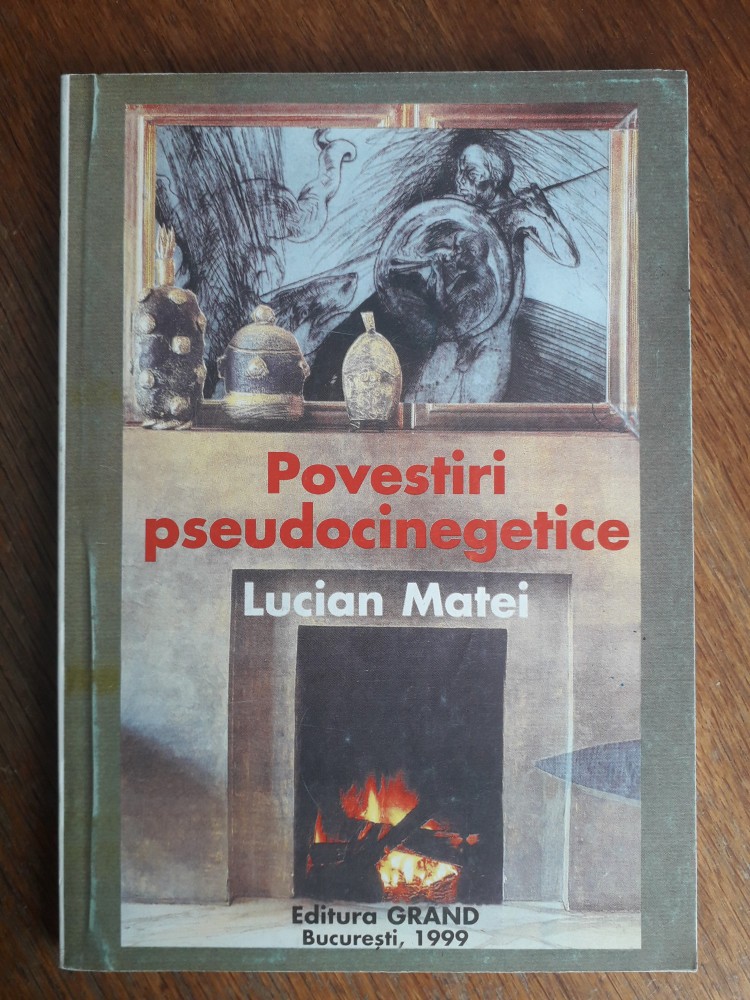 Povestiri
pseudocinegetice
Lucian Matei
Editura GRAND
București, 1999